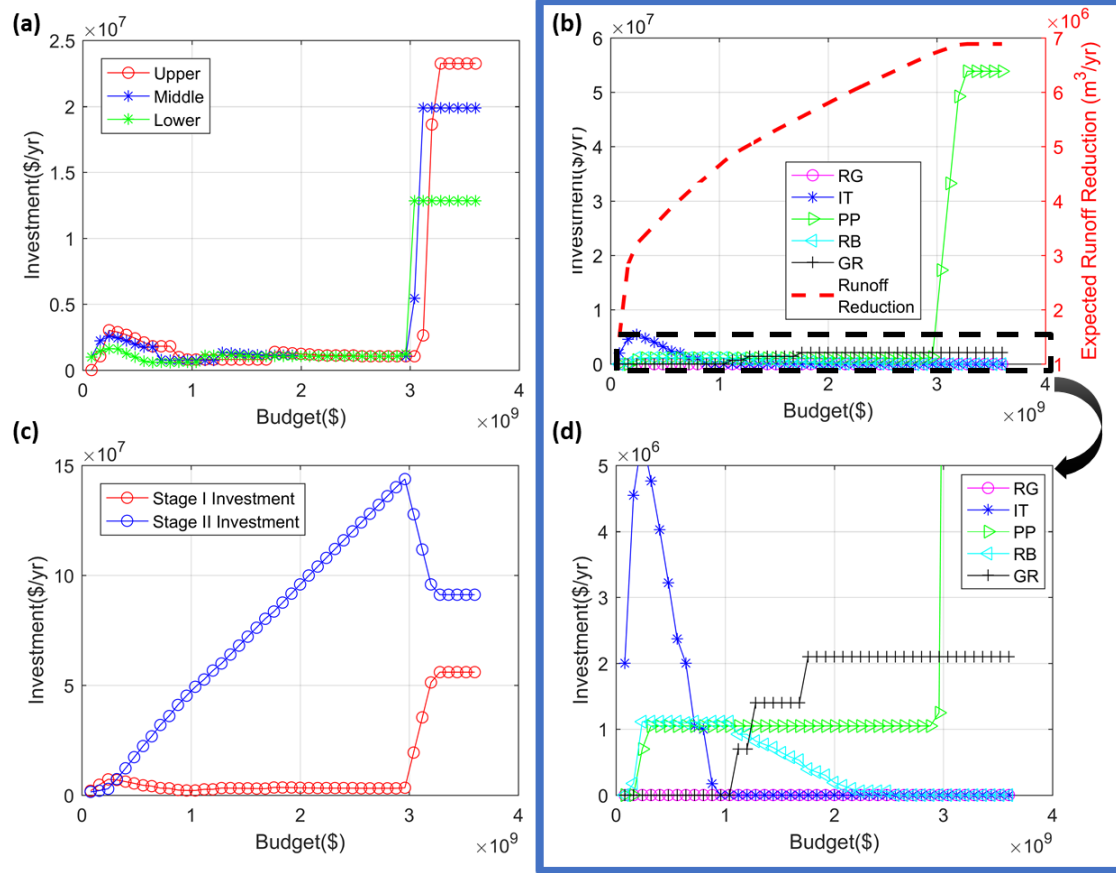 (a)
×10^7
2.5
2
1.5
1
0.5
0
Investment($/yr)
Upper
Middle
Lower
0
1
2
3
4
Budget($)
×10^9
(b)
×10^7
6
5
4
3
2
1
0
Investment($/yr)
RG
IT
PP
RB
GR
Runoff
Reduction
×10^6
7
6
5
4
3
2
1
Expected Runoff Reduction (m^3/yr)
0
1
2
3
4
Budget($)
×10^9
(c)
×10^7
15
10
5
0
Investment($/yr)
Stage I Investment
Stage II Investment
0
1
2
3
4
Budget($)
×10^9
(d)
×10^6
5
4
3
2
1
0
Investment($/yr)
RG
IT
PP
RB
GR
0
1
2
3
4
Budget($)
×10^9